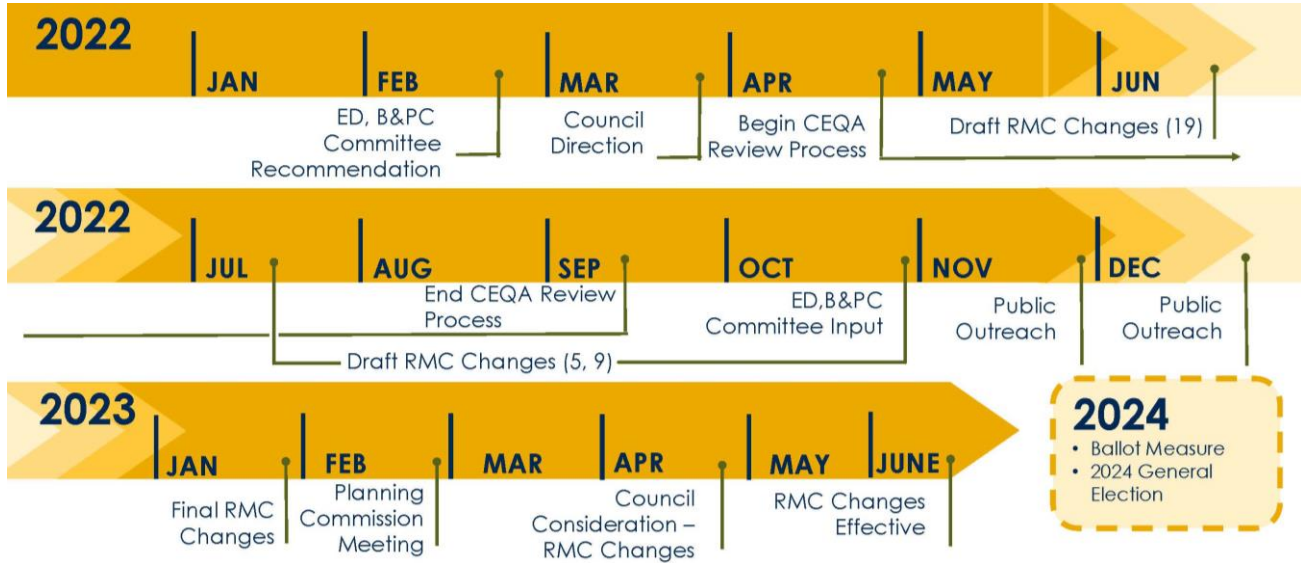 2022
JAN
FEB
MAR
APR
MAY
JUN
ED, B&PC
Committee
Recommendation
Council
Direction
Begin CEQA
Review Process
Draft RMC Changes (19)
2022
JUL
AUG
SEP
OCT
NOV
DEC
End CEQA Review
Process
ED,B&PC
Committee Input
Public
Outreach
Public
Outreach
Draft RMC Changes (5, 9)
2023
JAN
FEB
MAR
APR
MAY
JUNE
Final RMC
Changes
Planning
Commission
Meeting
Council
Consideration –
RMC Changes
RMC Changes
Effective
2024
• Ballot Measure
• 2024 General
Election